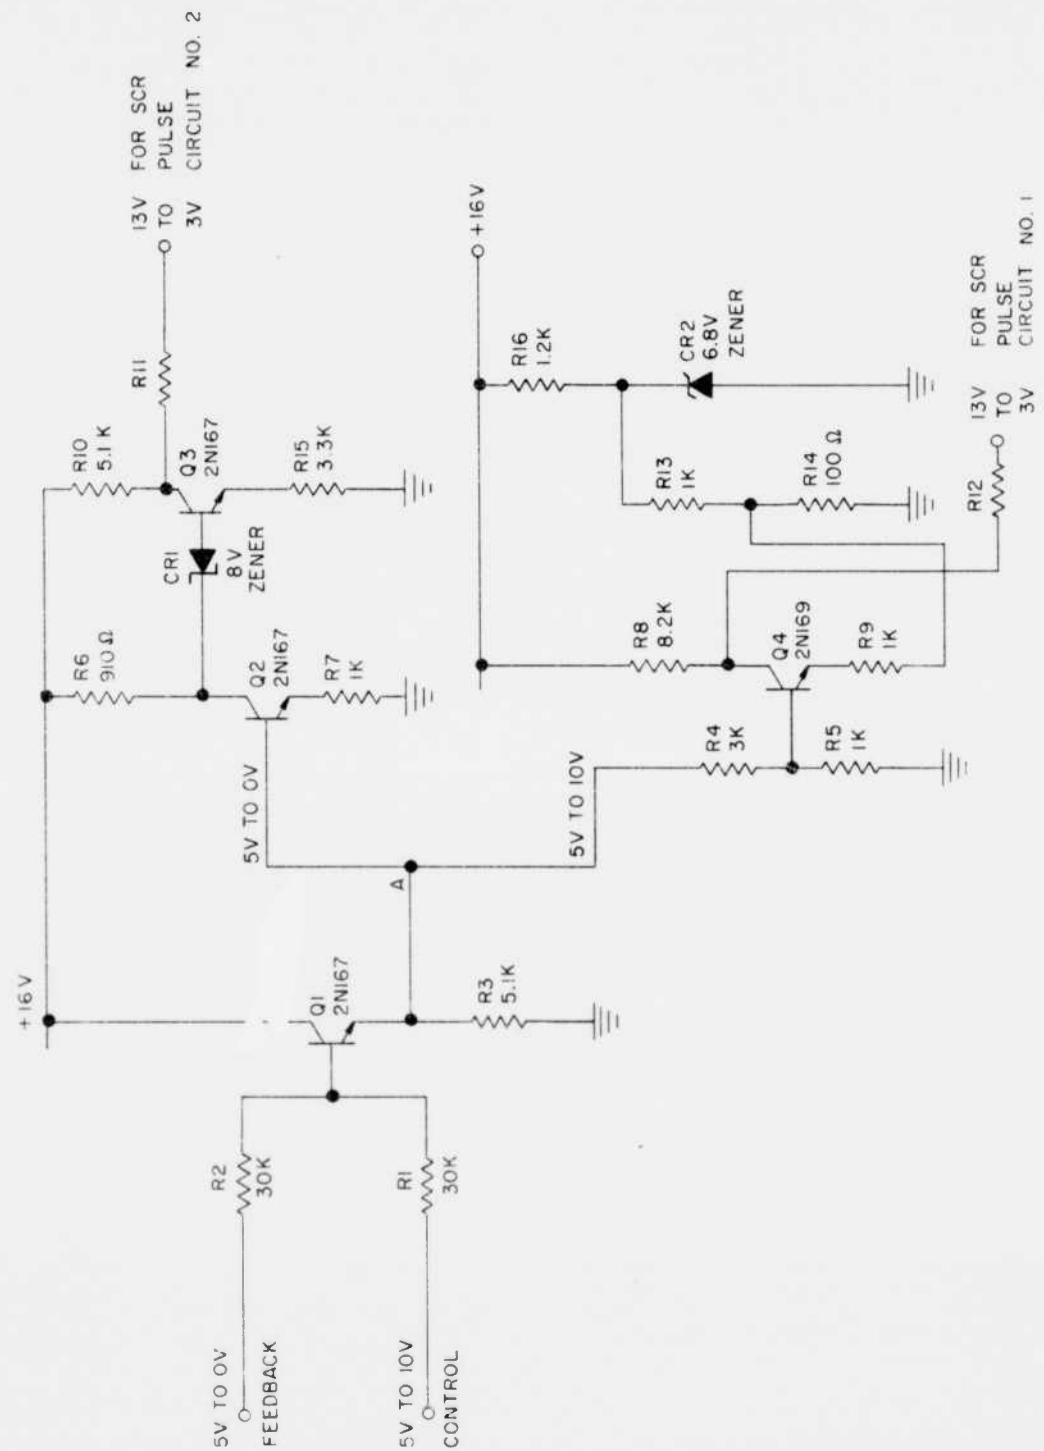 +16V
R10
5.1 K
R11
13V FOR SCR
TO PULSE
3V CIRCUIT NO. 2
Q3
2N167
R15
3.3K
CR1
8V
ZENER
R6
910 Ω
Q2
2N167
R7
1K
5V TO 0V
A
5V TO 10V
Q1
2N167
R3
5.1K
R2
30K
5V TO 0V
FEEDBACK
R1
30K
5V TO 10V
CONTROL
+16V
R16
1.2K
CR2
6.8V
ZENER
R13
1K
R14
100 Ω
R8
8.2K
Q4
2N169
R9
1K
R4
3K
R5
1K
R12
13V FOR SCR
TO PULSE
3V CIRCUIT NO. 1